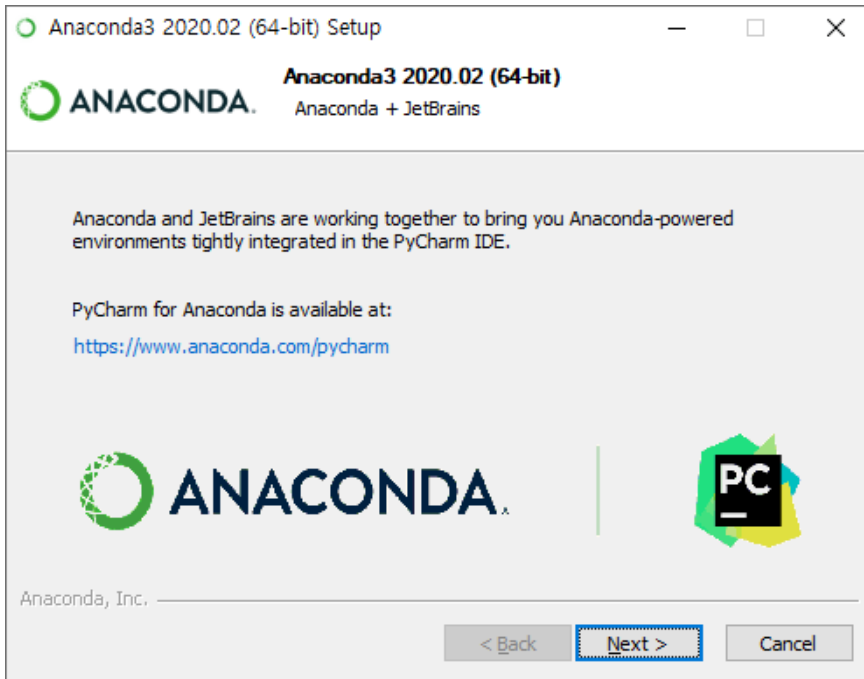 Anaconda3 2020.02 (64-bit) Setup
ANACONDA.
Anaconda3 2020.02 (64-bit)
Anaconda + JetBrains
Anaconda and JetBrains are working together to bring you Anaconda-powered
environments tightly integrated in the PyCharm IDE.
PyCharm for Anaconda is available at:
https://www.anaconda.com/pycharm
ANACONDA.
PC
Anaconda, Inc.
< Back
Next >
Cancel